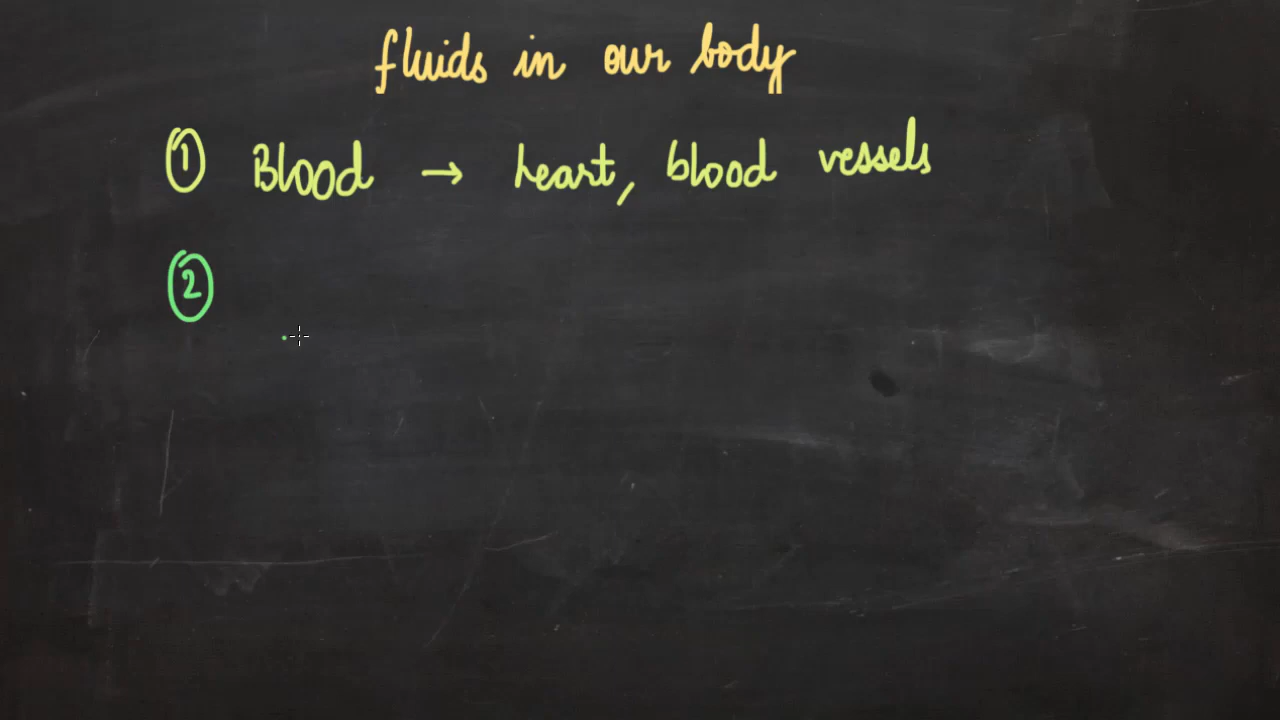 fluids in our body
① Blood → heart, blood vessels
②